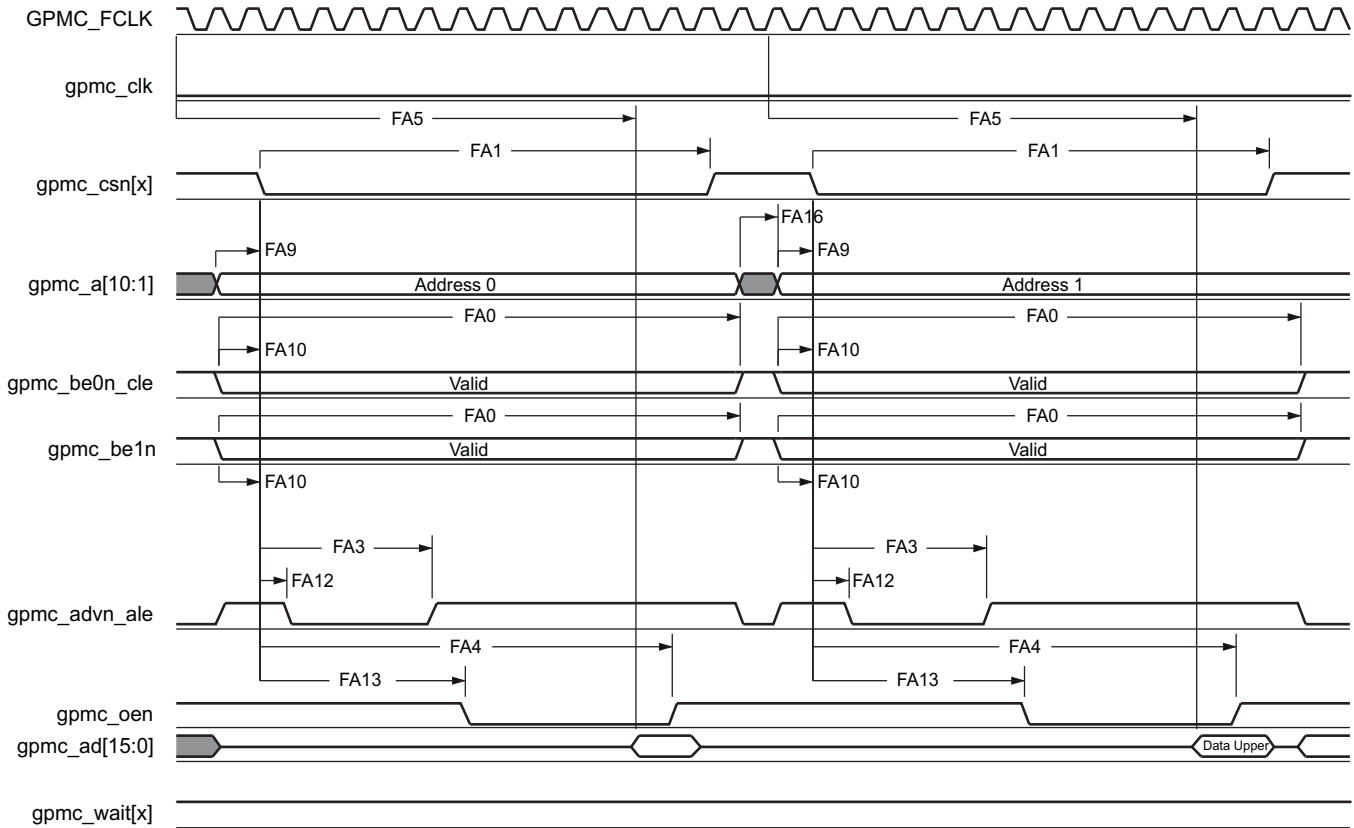 GPMC_FCLK
gpmc_clk
FA5 FA5
FA1 FA1
gpmc_csn[x]
FA16
FA9 FA9
gpmc_a[10:1] Address 0 Address 1
FA0 FA0
FA10 FA10
gpmc_be0n_cle Valid Valid
FA0 FA0
gpmc_be1n Valid Valid
FA10 FA10
FA3 FA3
FA12 FA12
gpmc_advn_ale
FA4 FA4
FA13 FA13
gpmc_oen
gpmc_ad[15:0] Data Upper
gpmc_wait[x]